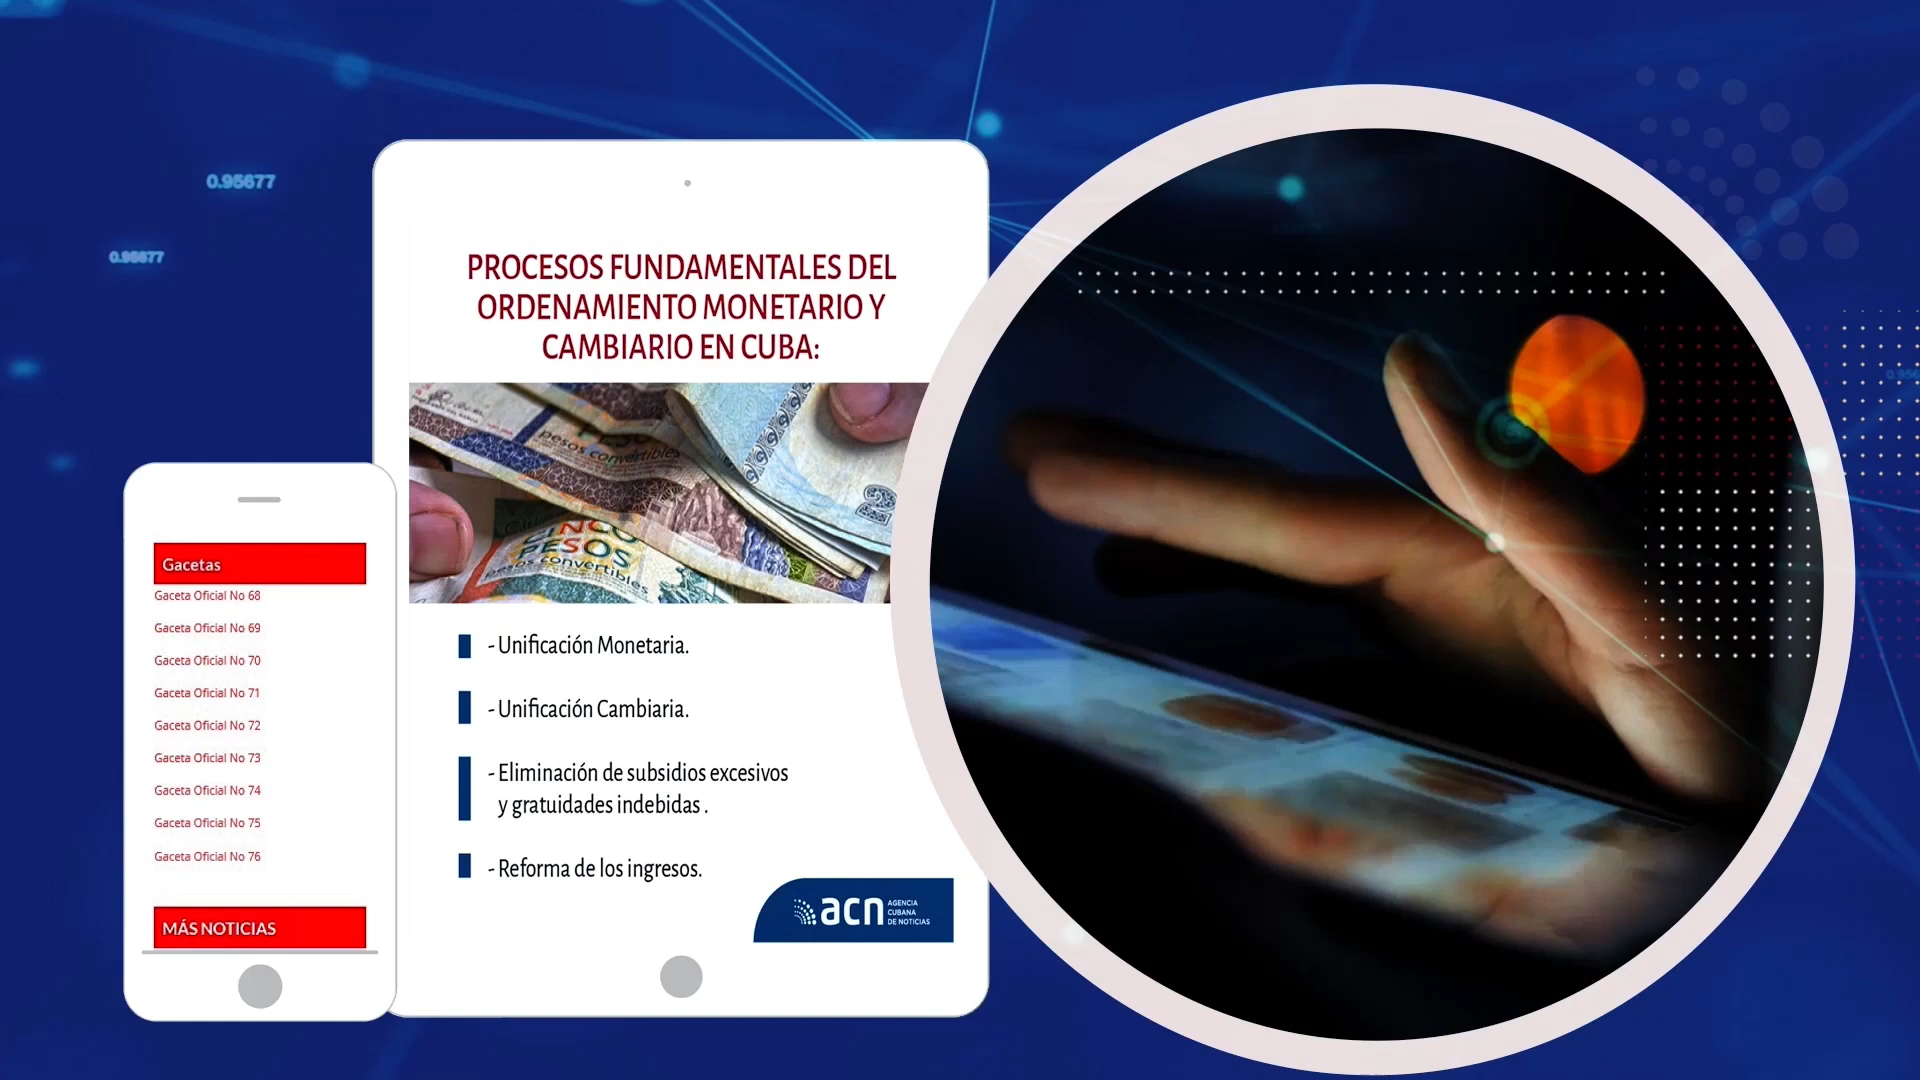 0.95677
0.95677
PROCESOS FUNDAMENTALES DEL
ORDENAMIENTO MONETARIO Y
CAMBIARIO EN CUBA:
PESO
pesos convertibles
2
CINCO
PESOS
pesos convertibles
- Unificación Monetaria.
- Unificación Cambiaria.
- Eliminación de subsidios excesivos
y gratuidades indebidas .
- Reforma de los ingresos.
acn AGENCIA
CUBANA
DE NOTICIAS
Gacetas
Gaceta Oficial No 68
Gaceta Oficial No 69
Gaceta Oficial No 70
Gaceta Oficial No 71
Gaceta Oficial No 72
Gaceta Oficial No 73
Gaceta Oficial No 74
Gaceta Oficial No 75
Gaceta Oficial No 76
MÁS NOTICIAS